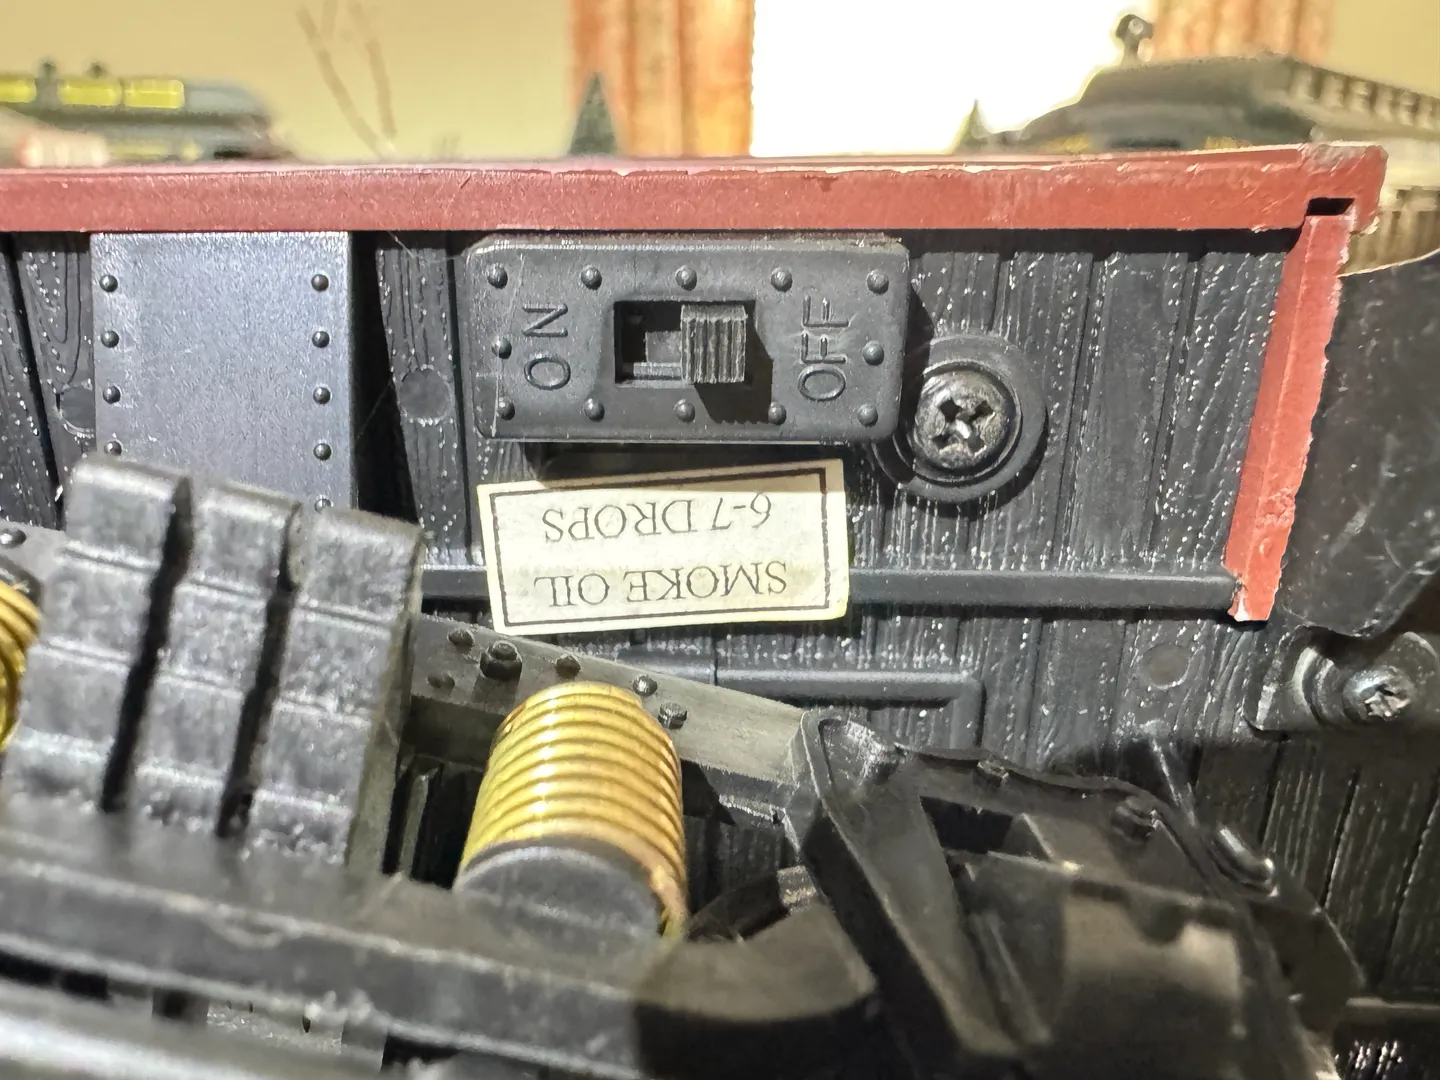 ON
OFF
SMOKE OIL
6-7 DROPS